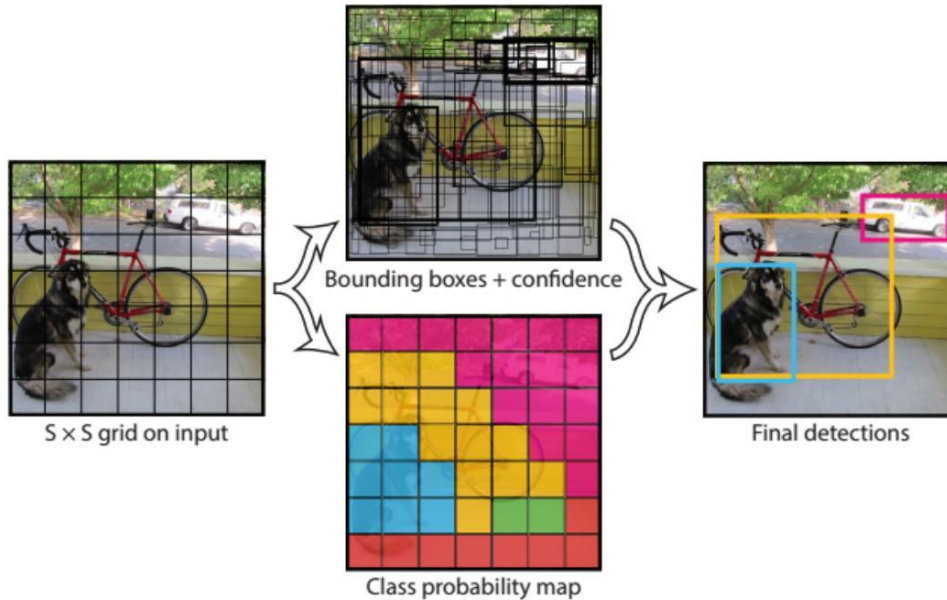 Bounding boxes + confidence
S × S grid on input
Final detections
Class probability map